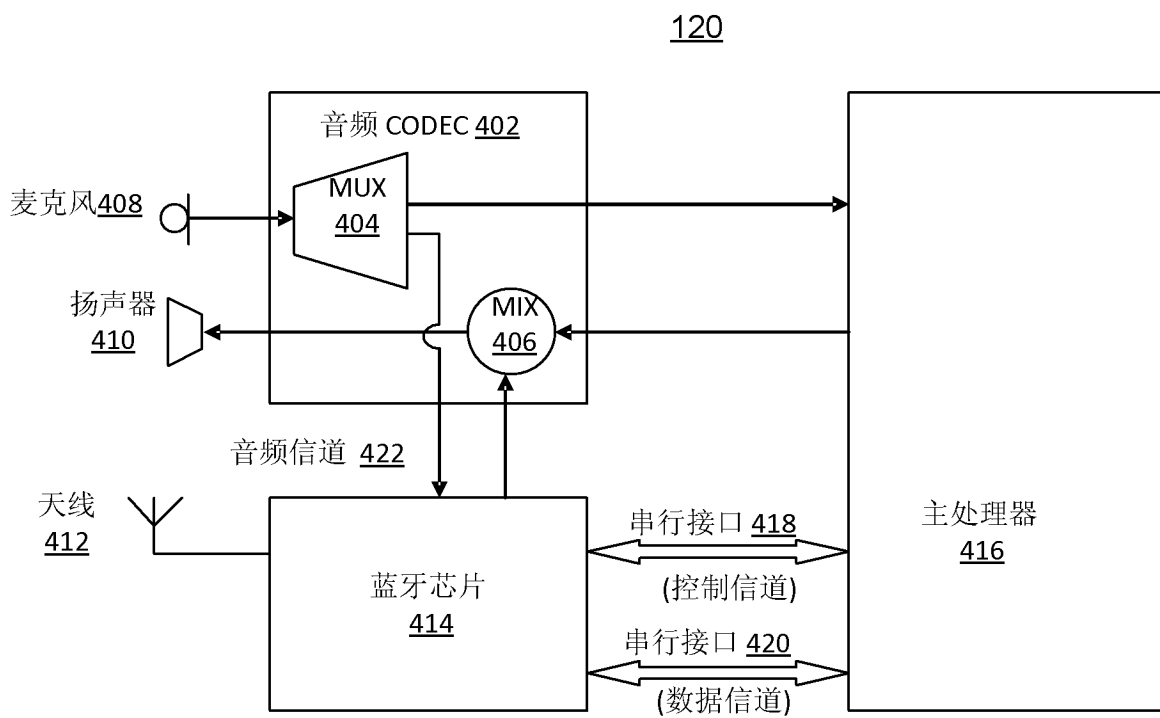 120
音频 CODEC 402
MUX
404
麦克风408
扬声器
410
MIX
406
音频信道 422
天线
412
蓝牙芯片
414
串行接口 418
(控制信道)
串行接口 420
(数据信道)
主处理器
416